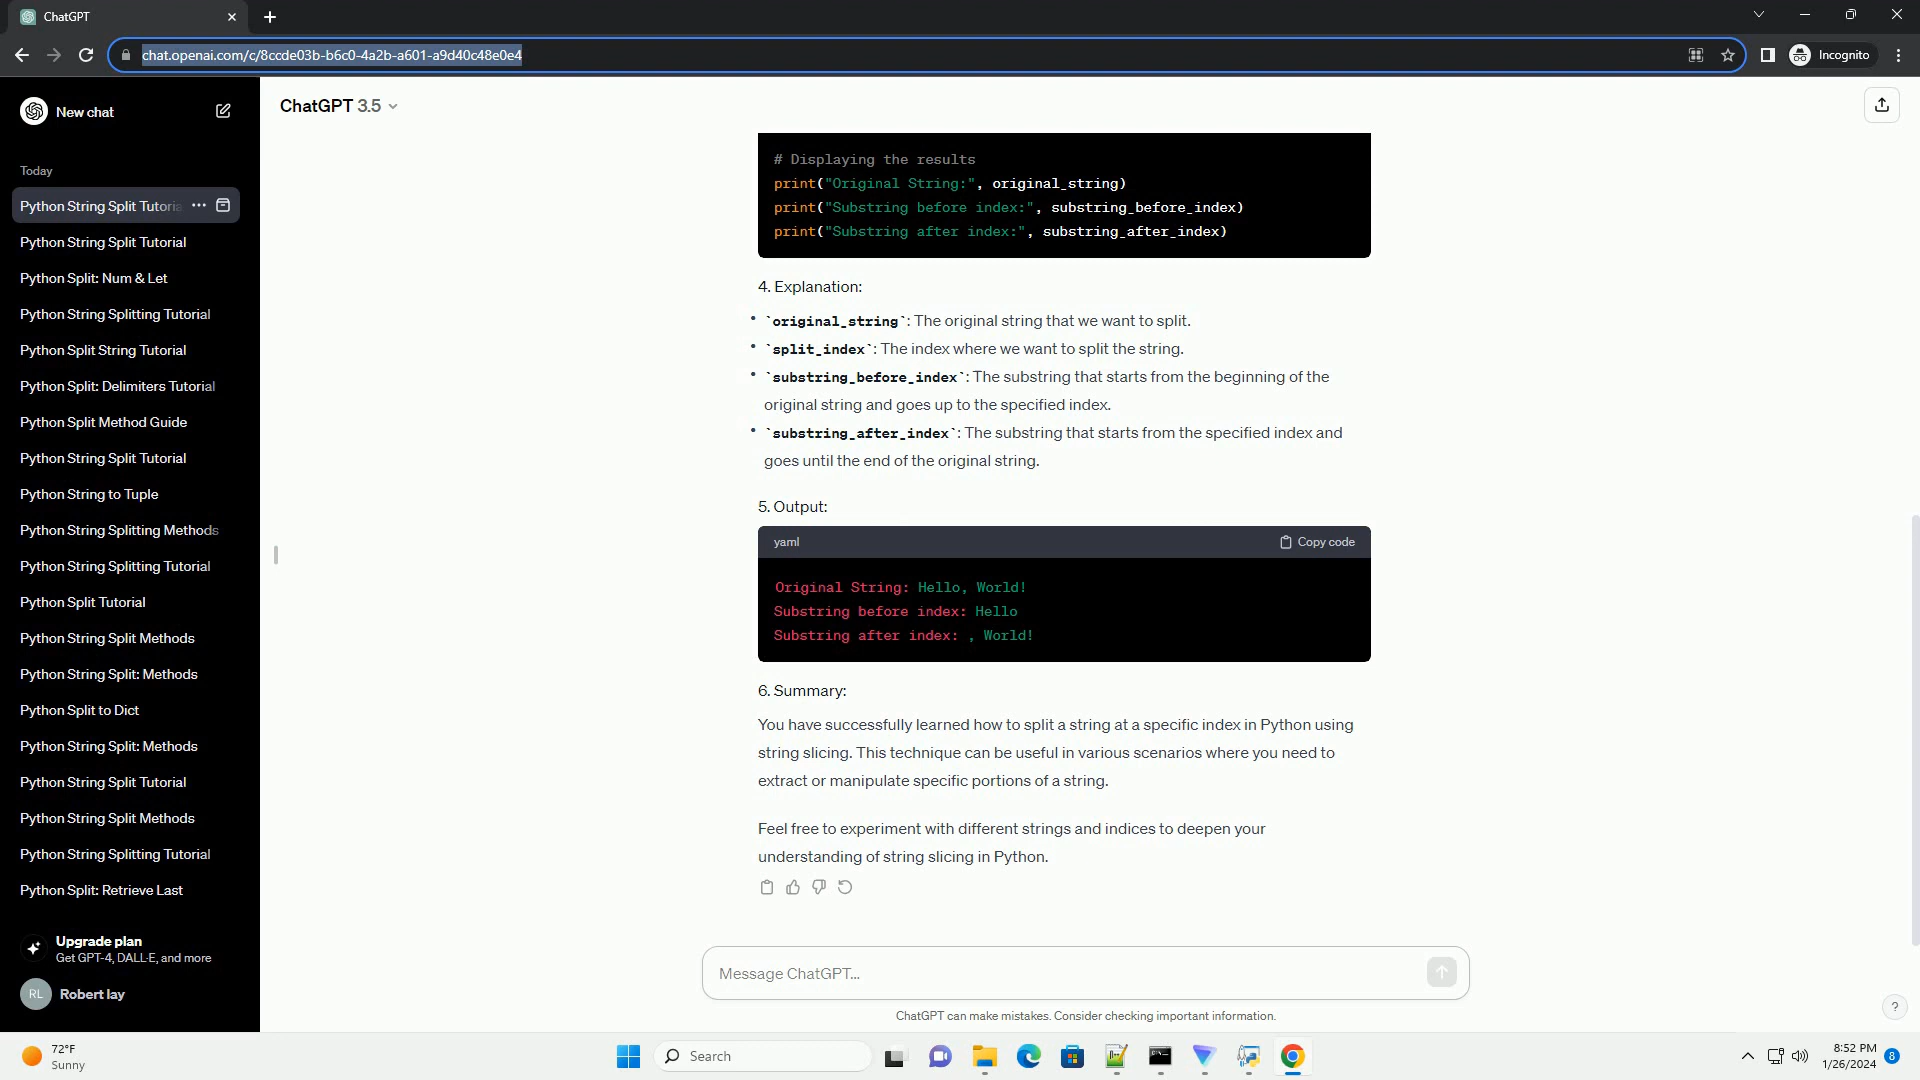 ChatGPT
chat.openai.com/c/8ccde03b-b6c0-4a2b-a601-a9d40c48e0e4
Incognito
New chat
Today
Python String Split Tutoria
Python String Split Tutorial
Python Split: Num & Let
Python String Splitting Tutorial
Python Split String Tutorial
Python Split: Delimiters Tutorial
Python Split Method Guide
Python String Split Tutorial
Python String to Tuple
Python String Splitting Methods
Python String Splitting Tutorial
Python Split Tutorial
Python String Split Methods
Python String Split: Methods
Python Split to Dict
Python String Split: Methods
Python String Split Tutorial
Python String Split Methods
Python String Splitting Tutorial
Python Split: Retrieve Last
Upgrade plan
Get GPT-4, DALL·E, and more
RL Robert lay
ChatGPT 3.5
# Displaying the results
print("Original String:", original_string)
print("Substring before index:", substring_before_index)
print("Substring after index:", substring_after_index)
4. Explanation:
• `original_string`: The original string that we want to split.
• `split_index`: The index where we want to split the string.
• `substring_before_index`: The substring that starts from the beginning of the
original string and goes up to the specified index.
• `substring_after_index`: The substring that starts from the specified index and
goes until the end of the original string.
5. Output:
yaml Copy code
Original String: Hello, World!
Substring before index: Hello
Substring after index: , World!
6. Summary:
You have successfully learned how to split a string at a specific index in Python using
string slicing. This technique can be useful in various scenarios where you need to
extract or manipulate specific portions of a string.
Feel free to experiment with different strings and indices to deepen your
understanding of string slicing in Python.
Message ChatGPT...
ChatGPT can make mistakes. Consider checking important information.
?
72°F
Sunny
Search
8:52 PM
1/26/2024
8